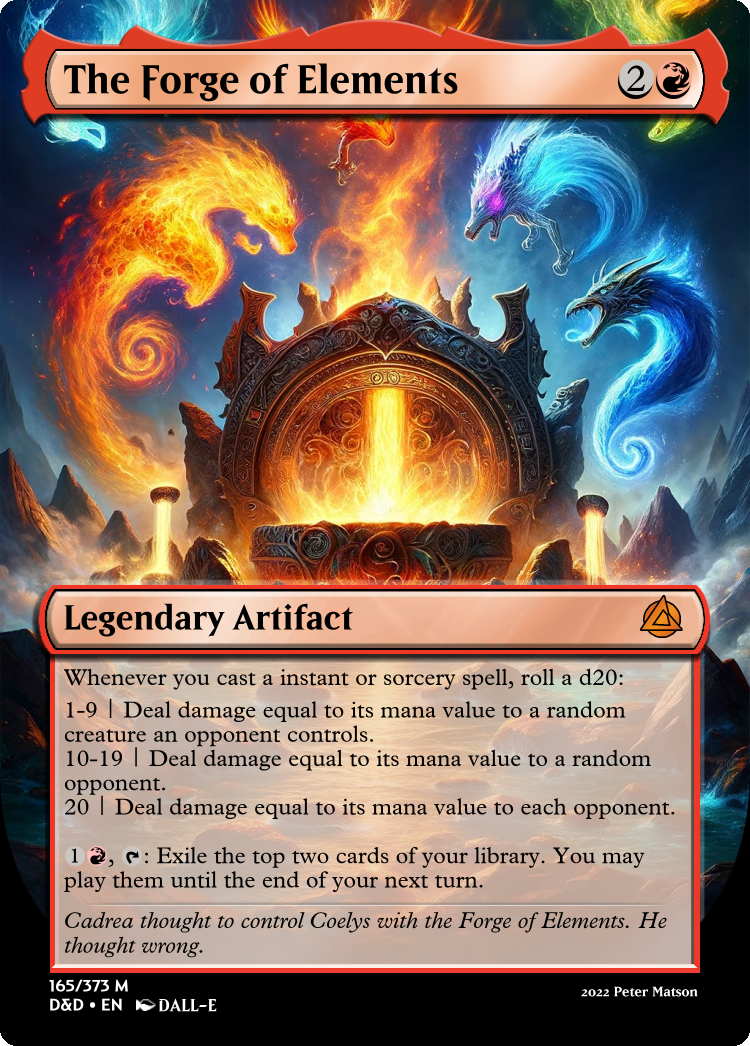 The Forge of Elements 2
Legendary Artifact
Whenever you cast a instant or sorcery spell, roll a d20:
1-9 | Deal damage equal to its mana value to a random
creature an opponent controls.
10-19 | Deal damage equal to its mana value to a random
opponent.
20 | Deal damage equal to its mana value to each opponent.
1, : Exile the top two cards of your library. You may
play them until the end of your next turn.
Cadrea thought to control Coelys with the Forge of Elements. He
thought wrong.
165/373 M
D&D • EN DALL-E
2022 Peter Matson